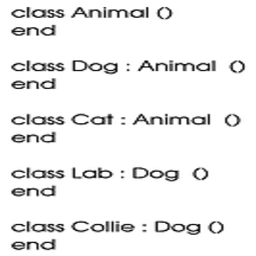 class Animal ()
end
class Dog : Animal ()
end
class Cat : Animal ()
end
class Lab : Dog ()
end
class Collie : Dog ()
end